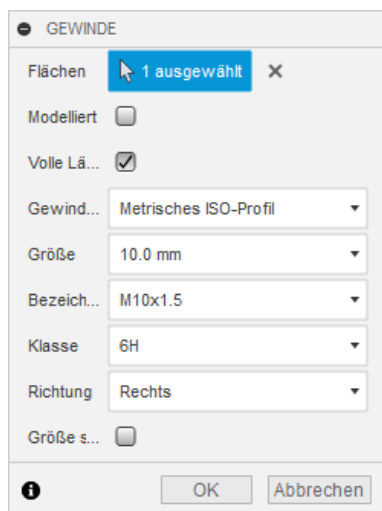 GEWINDE
Flächen 1 ausgewählt
Modelliert
Volle Lä...
Gewind... Metrisches ISO-Profil
Größe 10.0 mm
Bezeich... M10x1.5
Klasse 6H
Richtung Rechts
Größe s...
OK Abbrechen